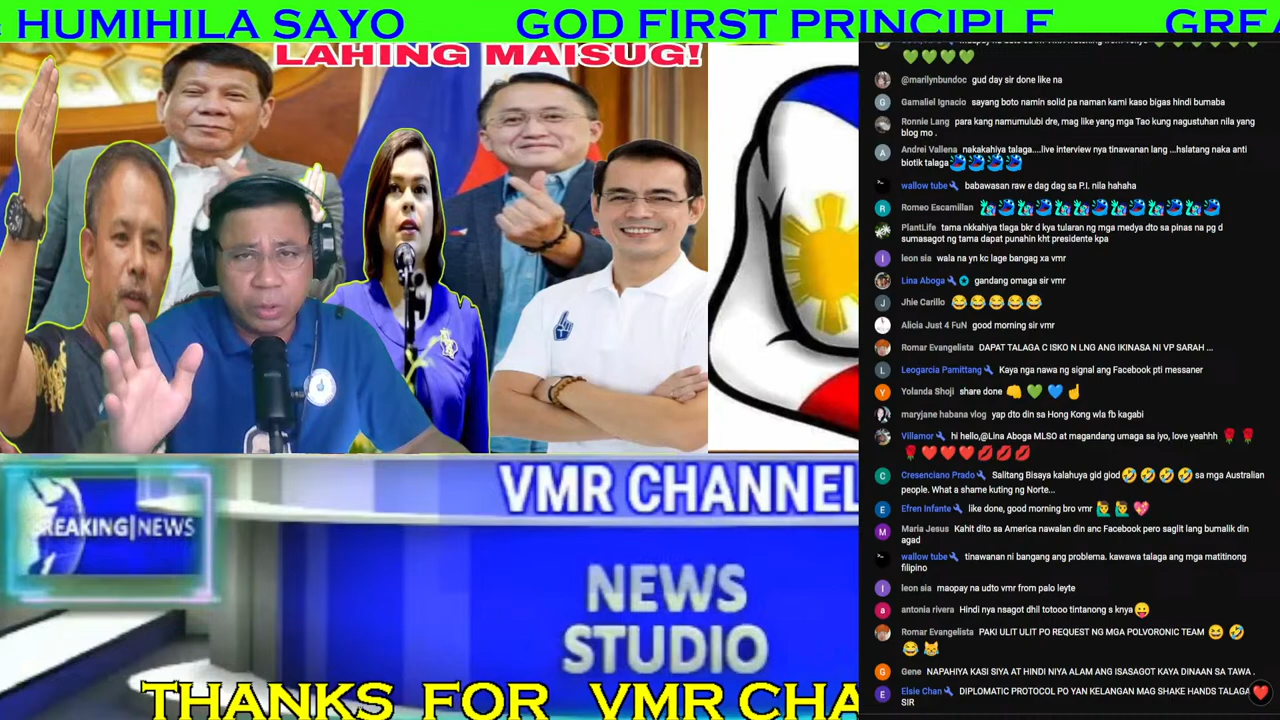 HUMIHILA SAYO GOD FIRST PRINCIPLE GREA
LAHING MAISUG!
BREAKING|NEWS
VMR CHANNEL
NEWS
STUDIO
THANKS FOR VMR CHA
@marilynbundoc gud day sir done like na
Gamaliel Ignacio sayang boto namin solid pa naman kami kaso bigas hindi bumaba
Ronnie Lang para kang namumulubi dre, mag like yang mga Tao kung nagustuhan nila yang
blog mo .
Andrei Vallena nakakahiya talaga....live interview nya tinawanan lang ...hslatang naka anti
biotik talaga
wallow tube babawasan raw e dag dag sa P.I. nila hahaha
Romeo Escamillan
PlantLife tama nkkahiya tlaga bkr d kya tularan ng mga medya dto sa pinas na pg d
sumasagot ng tama dapat punahin kht presidente kpa
leon sia wala na yn kc lage bangag xa vmr
Lina Aboga gandang omaga sir vmr
Jhie Carillo 😂😂😂😂😂
Alicia Just 4 FuN good morning sir vmr
Romar Evangelista DAPAT TALAGA C ISKO N LNG ANG IKINASA NI VP SARAH ...
Leogarcia Pamittang Kaya nga nawa ng signal ang Facebook pti messaner
Yolanda Shoji share done 👊💚💙☝
maryjane habana vlog yap dto din sa Hong Kong wla fb kagabi
Villamor hi hello,@Lina Aboga MLSO at magandang umaga sa iyo, love yeahhh 🌹🌹
🌹❤❤❤💋💋💋
Cresenciano Prado Salitang Bisaya kalahuya gid giod🤣🤣🤣🤣 sa mga Australian
people. What a shame kuting ng Norte...
Efren Infante like done, good morning bro vmr 🙋‍♂️🙋‍♂️💖
Maria Jesus Kahit dito sa America nawalan din anc Facebook pero saglit lang bumalik din
agad
wallow tube tinawanan ni bangang ang problema. kawawa talaga ang mga matitinong
filipino
leon sia maopay na udto vmr from palo leyte
antonia rivera Hindi nya nsagot dhil totooo tintanong s knya😛
Romar Evangelista PAKI ULIT ULIT PO REQUEST NG MGA POLVORONIC TEAM 😆🤣
😂😹
Gene NAPAHIYA KASI SIYA AT HINDI NIYA ALAM ANG ISASAGOT KAYA DINAAN SA TAWA .
Elsie Chan DIPLOMATIC PROTOCOL PO YAN KELANGAN MAG SHAKE HANDS TALAGA
SIR